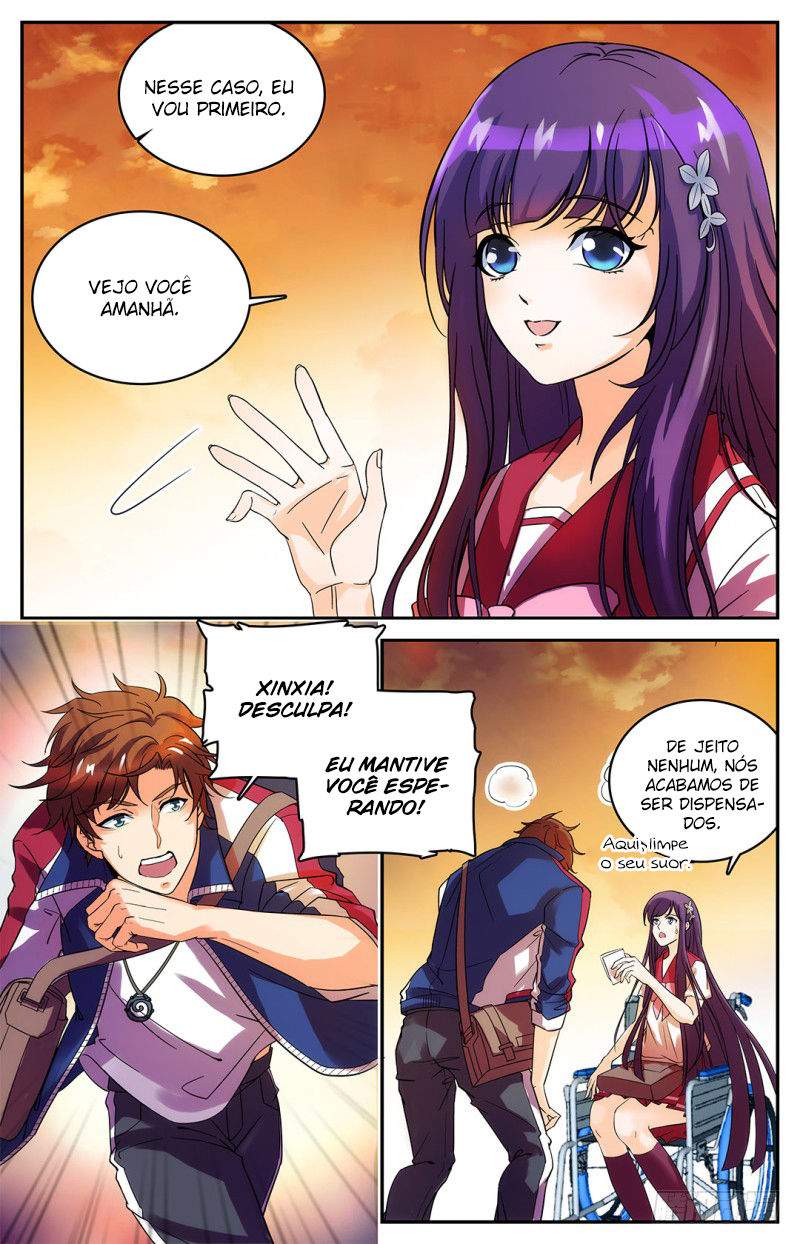 NESSE CASO, EU
VOU PRIMEIRO.
VEJO VOCÊ
AMANHÃ.
XINXIA!
DESCULPA!
EU MANTIVE
VOCÊ ESPE-
RANDO!
DE JEITO
NENHUM, NÓS
ACABAMOS DE
SER DISPENSA-
DOS.
Aqui, limpe
o seu suor.